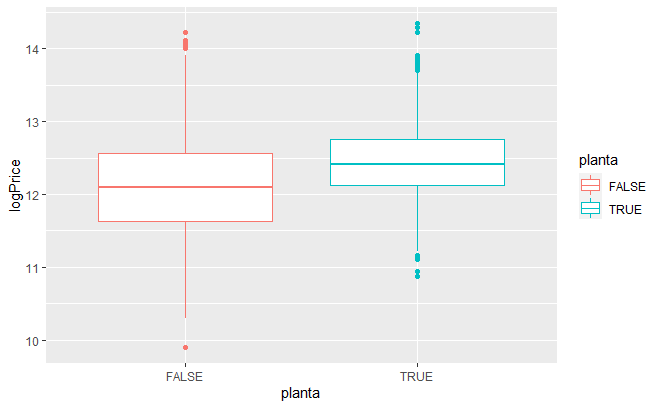 14
13
12
11
10
logPrice
FALSE
TRUE
planta
planta
FALSE
TRUE